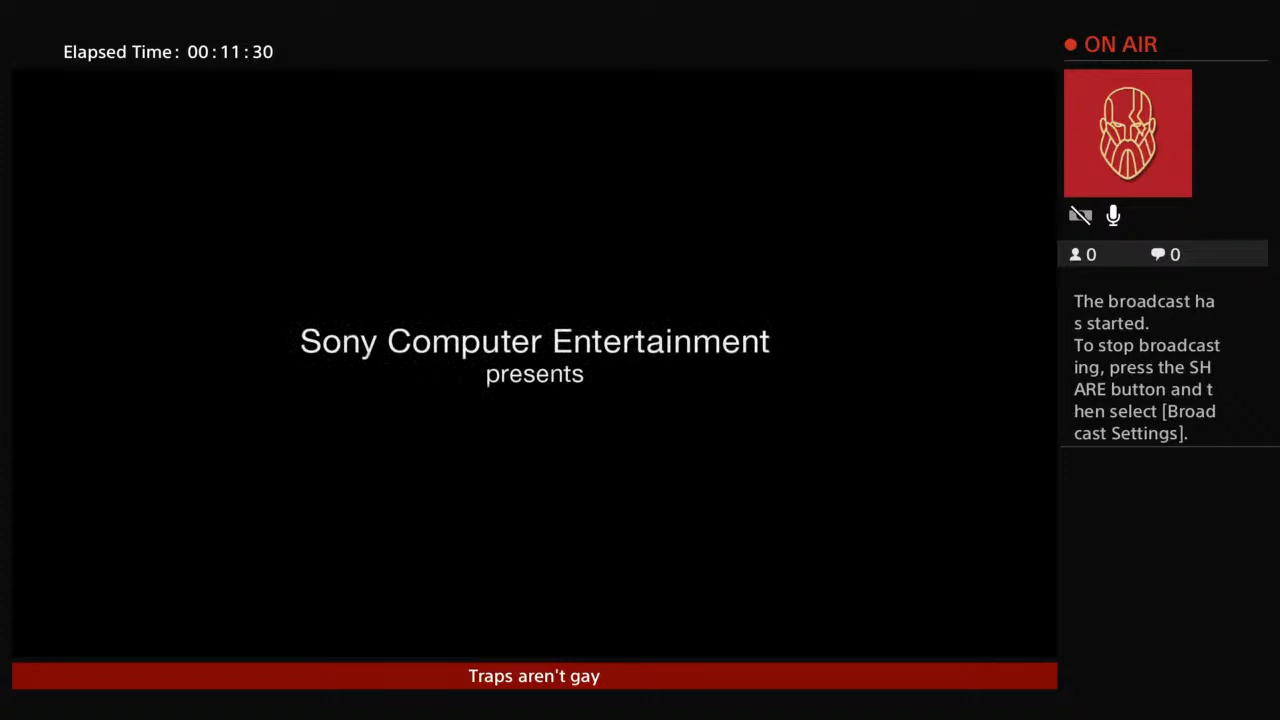 Elapsed Time: 00:11:30
ON AIR
0 0
The broadcast ha
s started.
To stop broadcast
ing, press the SH
ARE button and t
hen select [Broad
cast Settings].
Sony Computer Entertainment
presents
Traps aren't gay